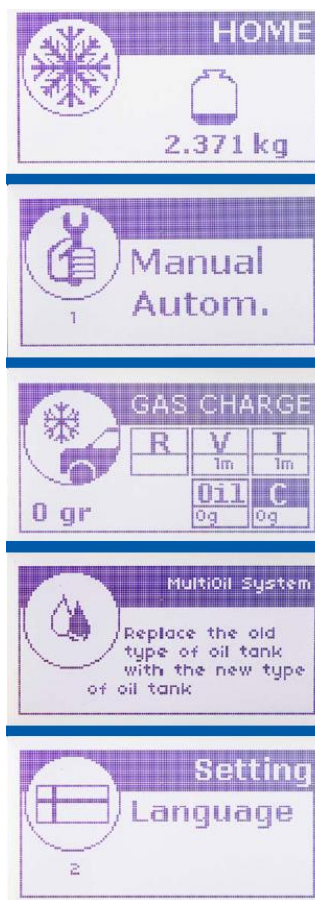 HOME
2.371 kg
Manual
Autom.
1
GAS CHARGE
R V T
1m 1m
Oil C
0 gr
0g 0g
MultiOil System
Replace the old
type of oil tank
with the new type
of oil tank
Setting
Language
2